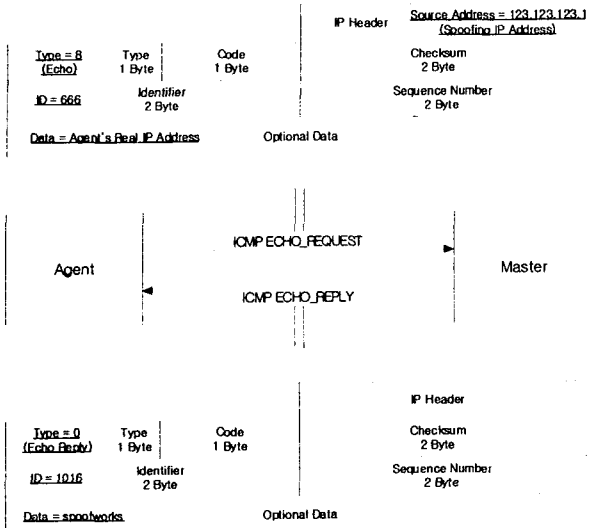 IP Header Source Address = 123.123.123.1
(Spoofing IP Address)
Type = 8 Type Code Checksum
(Echo) 1 Byte 1 Byte 2 Byte
ID = 666 Identifier Sequence Number
2 Byte 2 Byte
Data = Agent's Real IP Address Optional Data
ICMP ECHO_REQUEST
Agent Master
ICMP ECHO_REPLY
IP Header
Type = 0 Type Code Checksum
(Echo Reply) 1 Byte 1 Byte 2 Byte
ID = 1016 Identifier Sequence Number
2 Byte 2 Byte
Data = spoofworks Optional Data